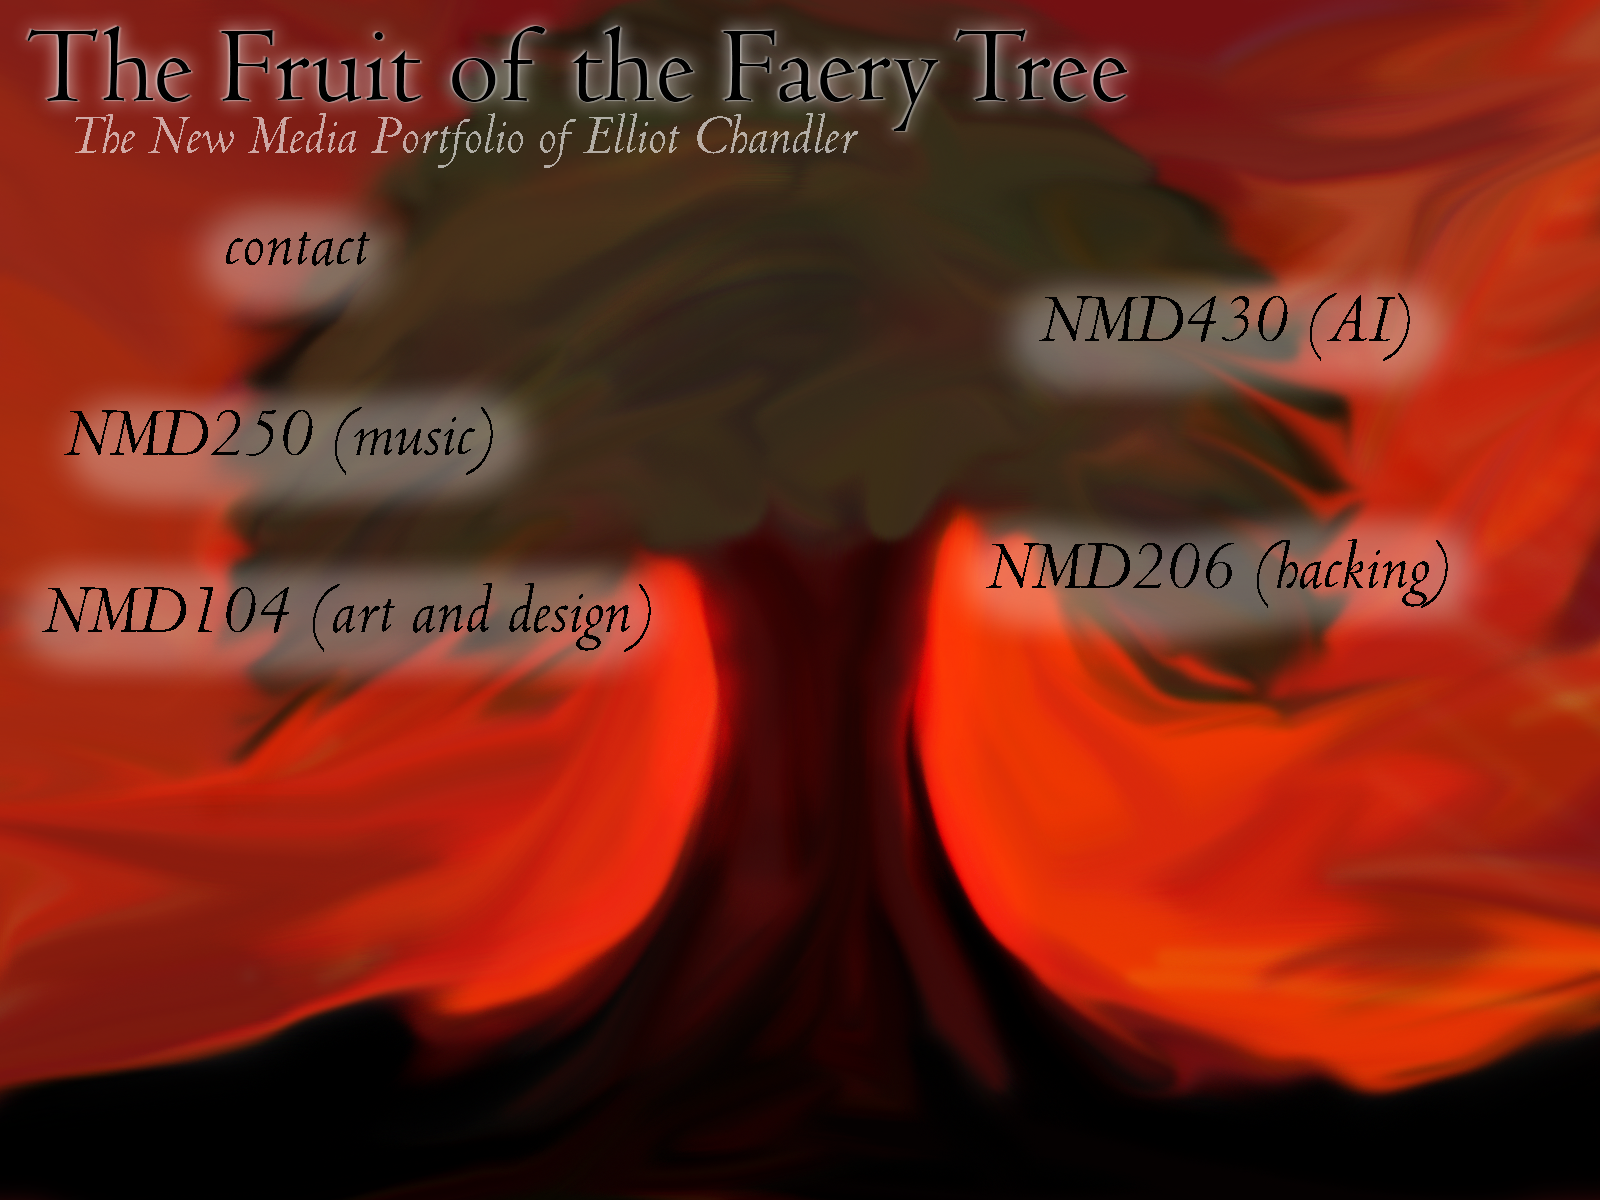 The Fruit of the Faery Tree
The New Media Portfolio of Elliot Chandler
contact
NMD430 (AI)
NMD250 (music)
NMD206 (hacking)
NMD104 (art and design)